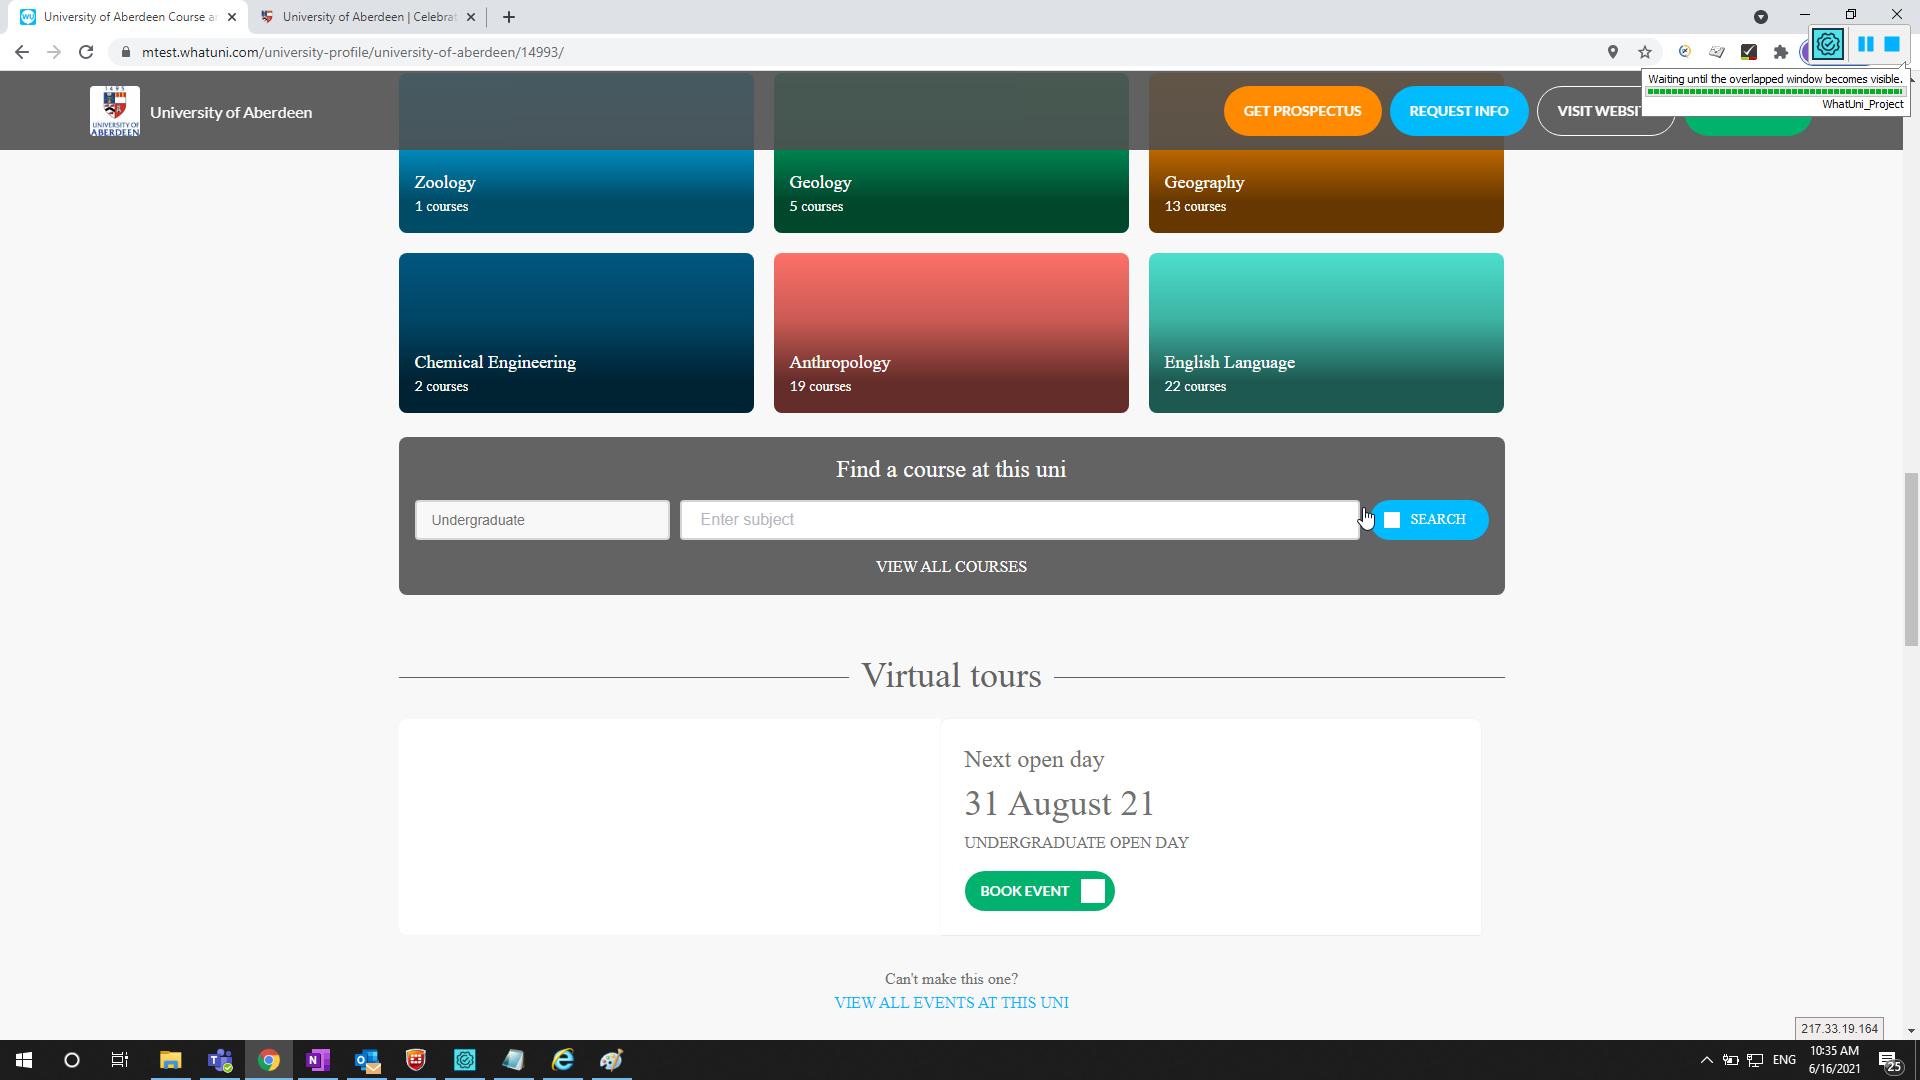 University of Aberdeen Course a
University of Aberdeen | Celebrat
mtest.whatuni.com/university-profile/university-of-aberdeen/14993/
Waiting until the overlapped window becomes visible.
WhatUni_Project
1495
UNIVERSITY OF
ABERDEEN
University of Aberdeen
GET PROSPECTUS
REQUEST INFO
VISIT WEBSI
Zoology
1 courses
Geology
5 courses
Geography
13 courses
Chemical Engineering
2 courses
Anthropology
19 courses
English Language
22 courses
Find a course at this uni
Undergraduate
Enter subject
SEARCH
VIEW ALL COURSES
Virtual tours
Next open day
31 August 21
UNDERGRADUATE OPEN DAY
BOOK EVENT
Can't make this one?
VIEW ALL EVENTS AT THIS UNI
217.33.19.164
ENG
10:35 AM
6/16/2021
25